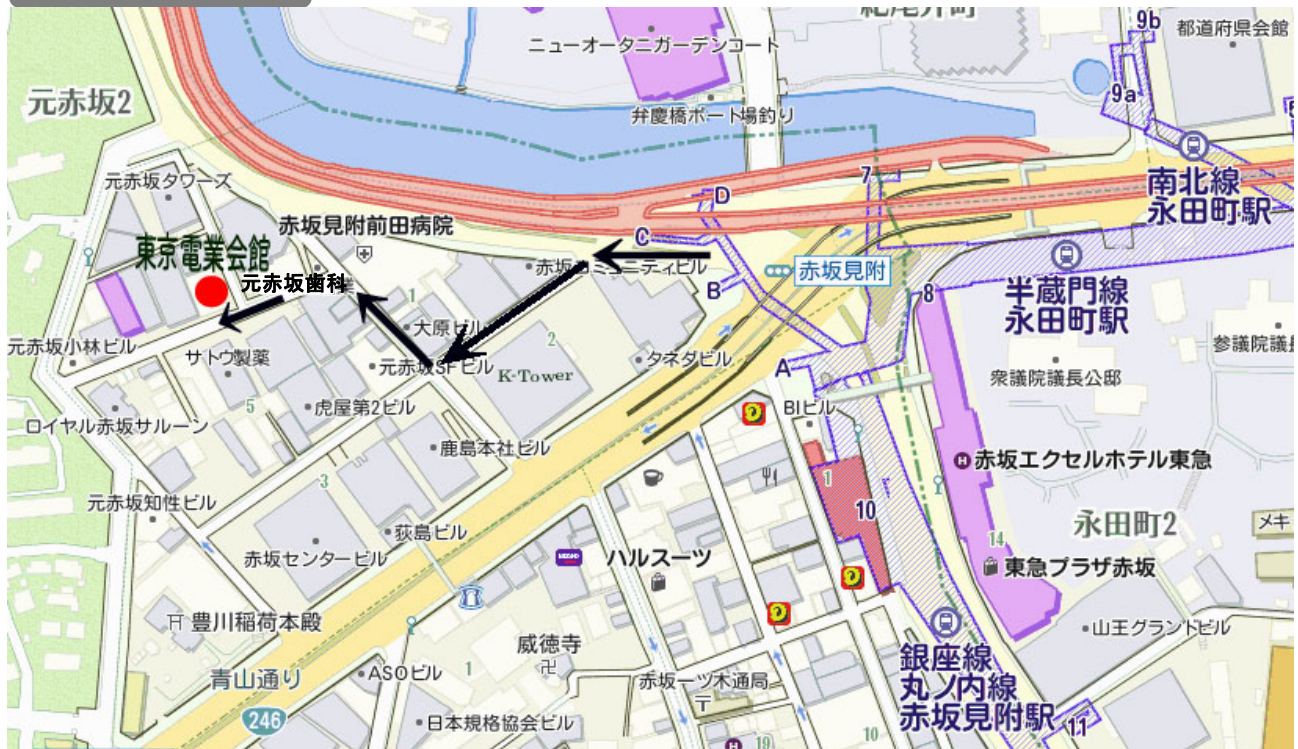 9b
都道府県会館
ニューオータニガーデンコート
元赤坂2
9a
弁慶橋ボート場釣り
元赤坂タワーズ
7
南北線
永田町駅
D
赤坂見附前田病院
C
東京電業会館
元赤坂歯科
赤坂見附
B
8
半蔵門線
永田町駅
1
大原ビル
2
元赤坂小林ビル
サトウ製薬
元赤坂SFビル
K-Tower
タネダビル
A
衆議院議長公邸
5
虎屋第2ビル
BIビル
ロイヤル赤坂サルーン
鹿島本社ビル
赤坂エクセルホテル東急
3
1
元赤坂知性ビル
10
永田町2
メキ
荻島ビル
14
赤坂センタービル
ハルスーツ
東急プラザ赤坂
豊川稲荷本殿
山王グランドビル
威徳寺
銀座線
丸ノ内線
赤坂見附駅
青山通り
ASOビル
1
赤坂一ツ木通局
246
日本規格協会ビル
11
19
10